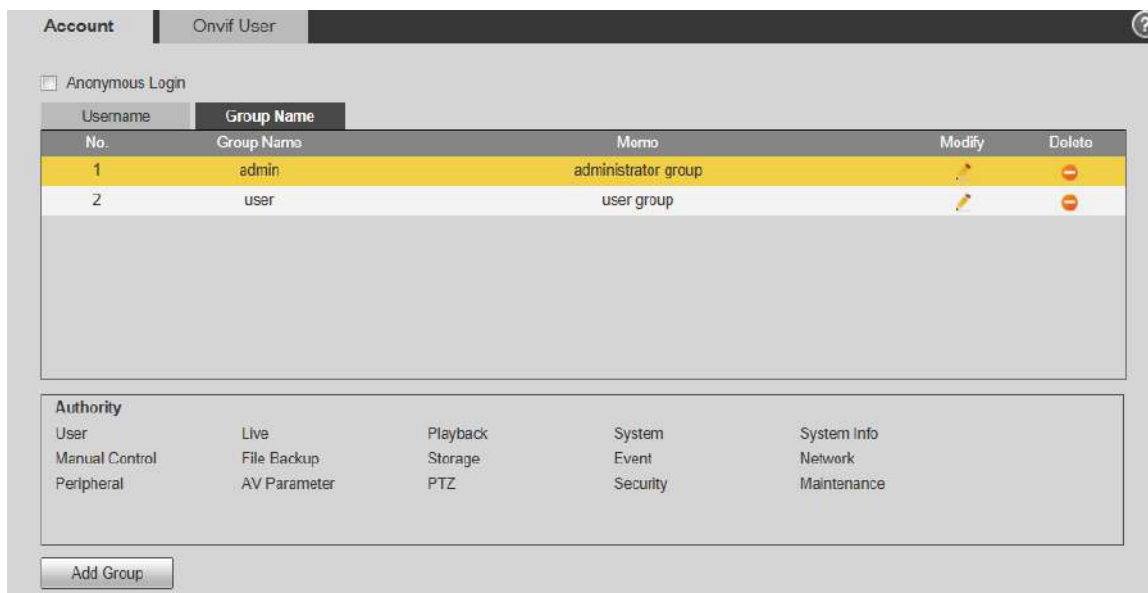 Account Onvif User ?
Anonymous Login
Username Group Name
No. Group Name Memo Modify Delete
1 admin administrator group
2 user user group
Authority
User Live Playback System System Info
Manual Control File Backup Storage Event Network
Peripheral AV Parameter PTZ Security Maintenance
Add Group